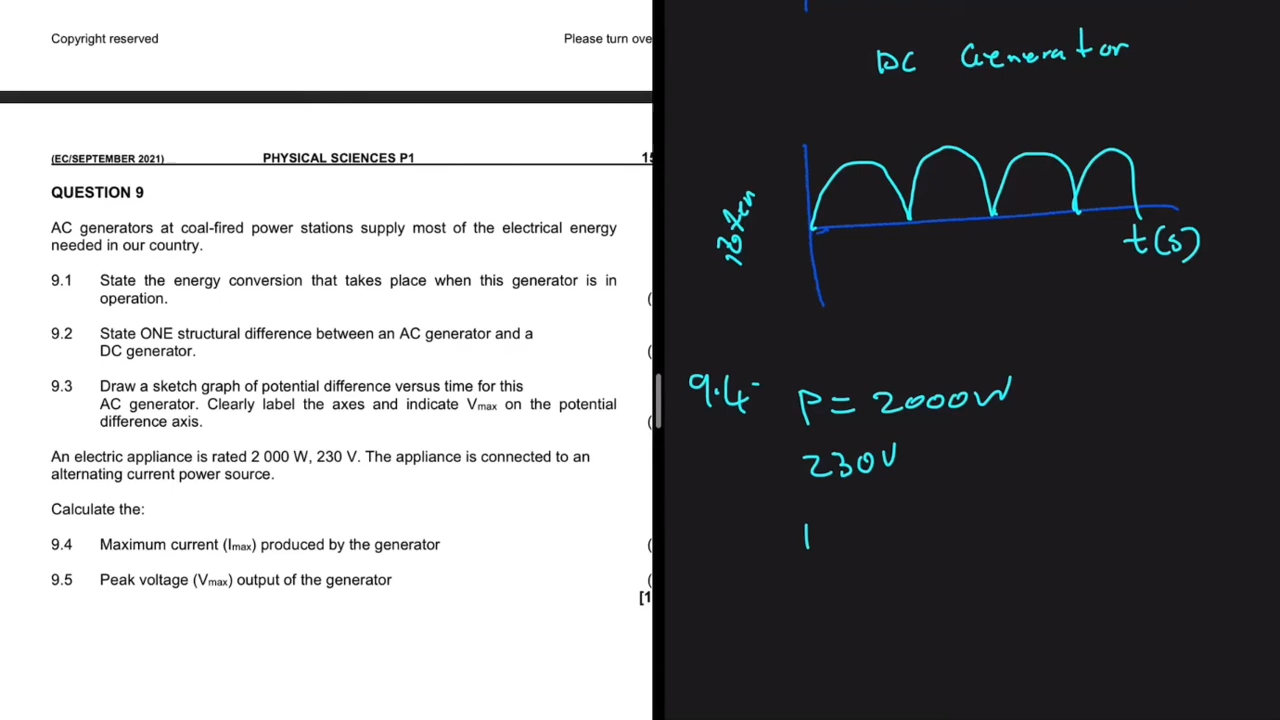 Copyright reserved
Please turn ove
(EC/SEPTEMBER 2021)
PHYSICAL SCIENCES P1
15
QUESTION 9
AC generators at coal-fired power stations supply most of the electrical energy
needed in our country.
9.1 State the energy conversion that takes place when this generator is in
operation. (
9.2 State ONE structural difference between an AC generator and a
DC generator. (
9.3 Draw a sketch graph of potential difference versus time for this
AC generator. Clearly label the axes and indicate Vmax on the potential
difference axis. (
An electric appliance is rated 2 000 W, 230 V. The appliance is connected to an
alternating current power source.
Calculate the:
9.4 Maximum current (Imax) produced by the generator (
9.5 Peak voltage (Vmax) output of the generator (
[1
DC Generator
t(s)
9.4- P = 2000W
230V